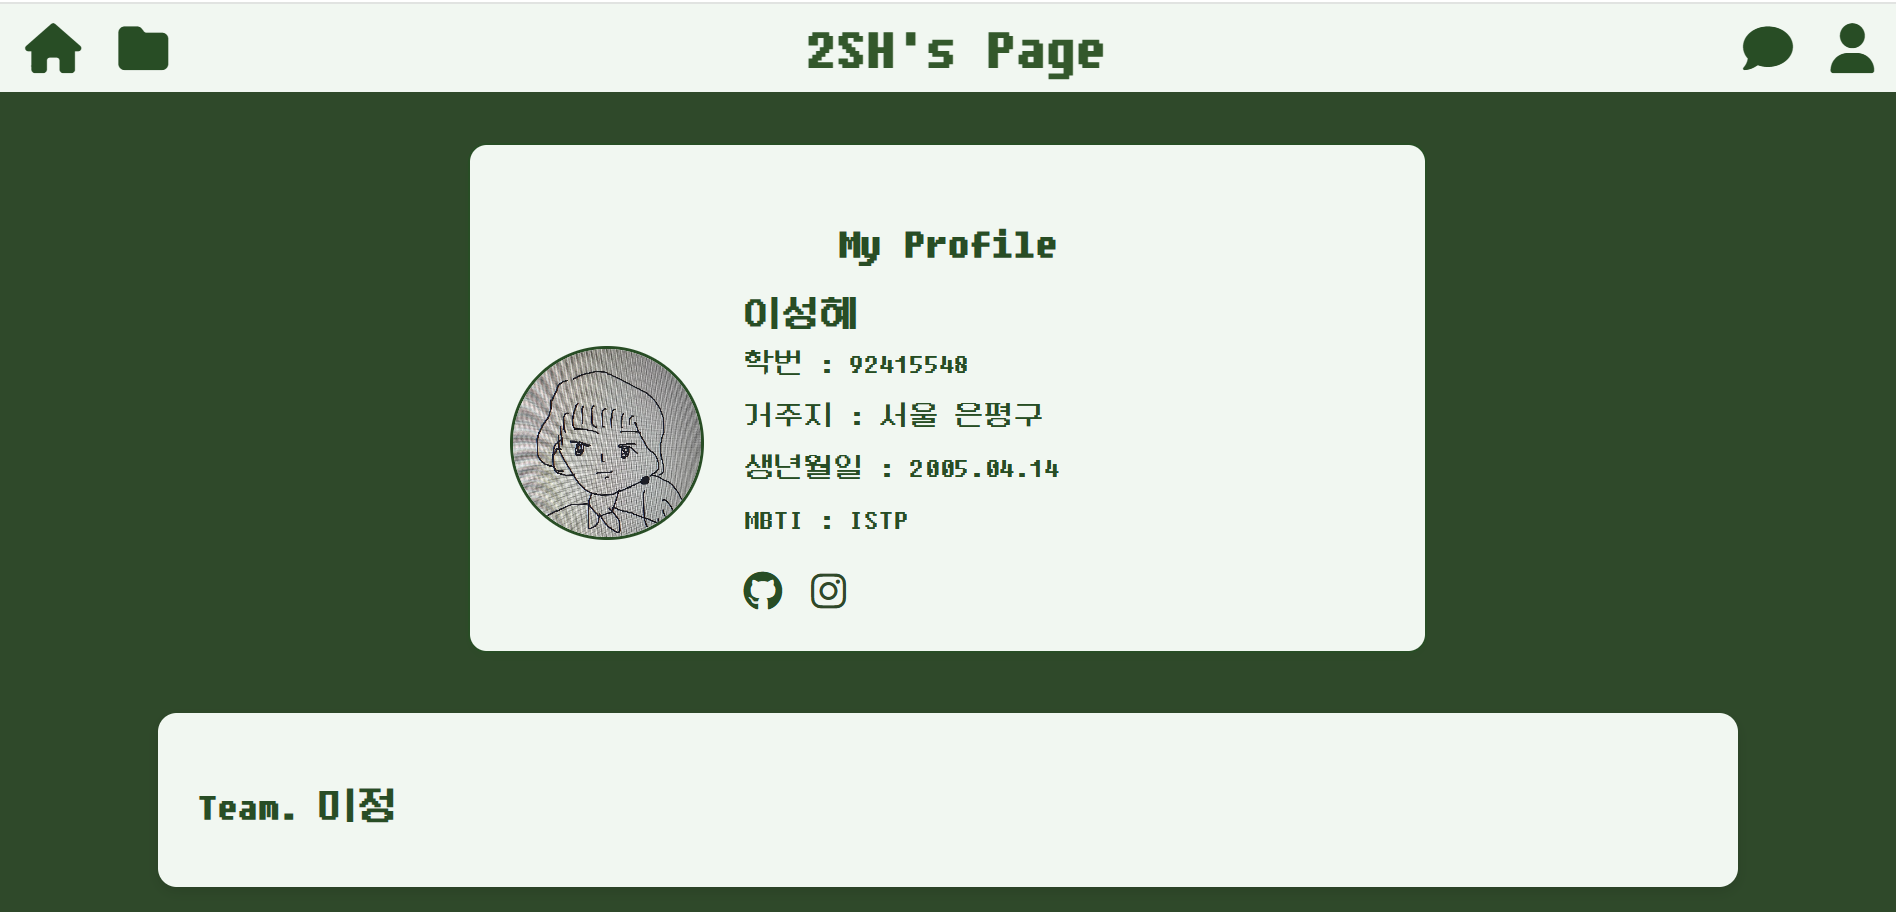 2SH's Page
My Profile
이성혜
학번 : 92415540
거주지 : 서울 은평구
생년월일 : 2005.04.14
MBTI : ISTP
Team. 미정